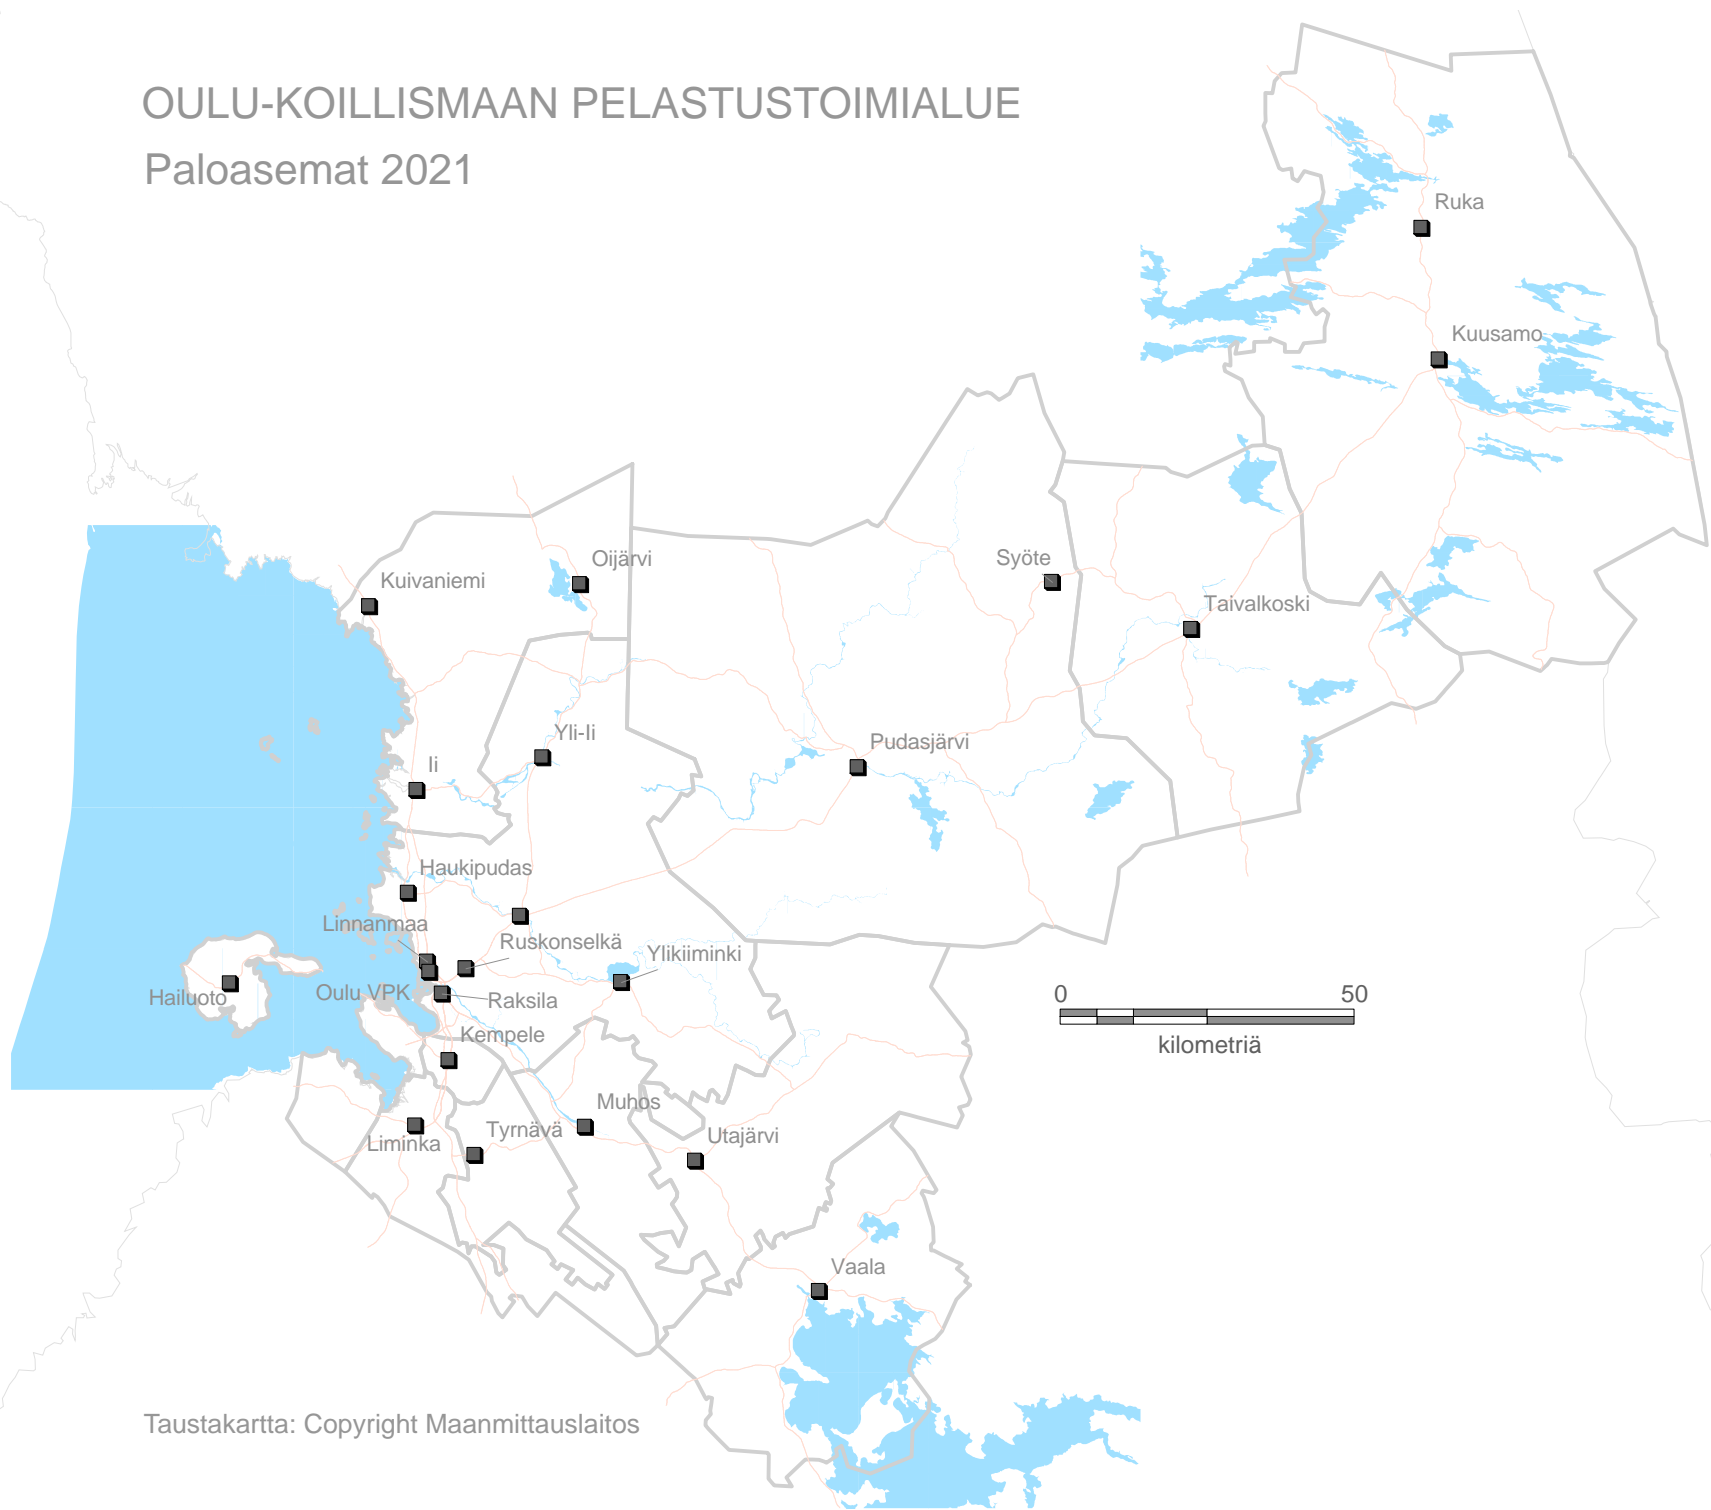 OULU-KOILLISMAAN PELASTUSTOIMIALUE
Paloasemat 2021
Ruka
Kuusamo
Oijärvi
Kuivaniemi
Syöte
Taivalkoski
Yli-Ii
Pudasjärvi
Ii
Haukipudas
Linnanmaa
Ruskonselkä
Ylikiiminki
Hailuoto
Oulu VPK
Raksila
0 50
kilometriä
Kempele
Muhos
Tyrnävä
Liminka
Utajärvi
Vaala
Taustakartta: Copyright Maanmittauslaitos